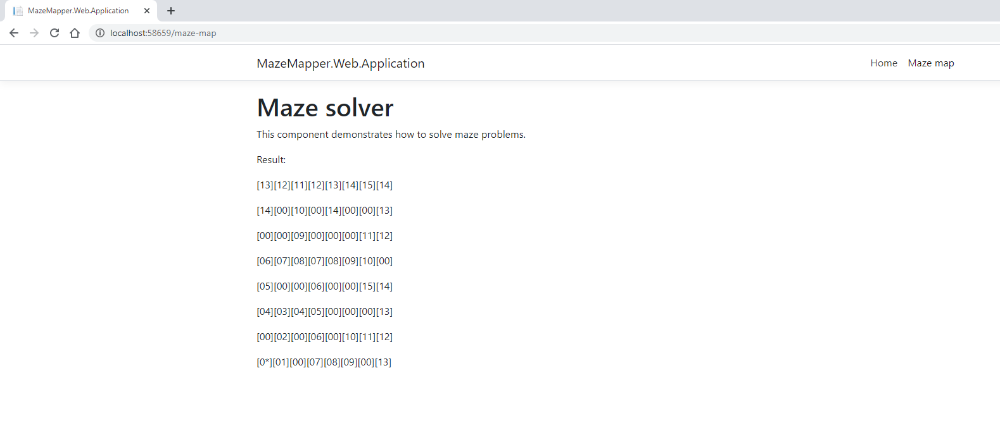 MazeMapper.Web.Application
localhost:58659/maze-map
MazeMapper.Web.Application
Home
Maze map
Maze solver
This component demonstrates how to solve maze problems.
Result:
[13][12][11][12][13][14][15][14]
[14][00][10][00][14][00][00][13]
[00][00][09][00][00][00][11][12]
[06][07][08][07][08][09][10][00]
[05][00][00][06][00][00][15][14]
[04][03][04][05][00][00][00][13]
[00][02][00][06][00][10][11][12]
[0*][01][00][07][08][09][00][13]